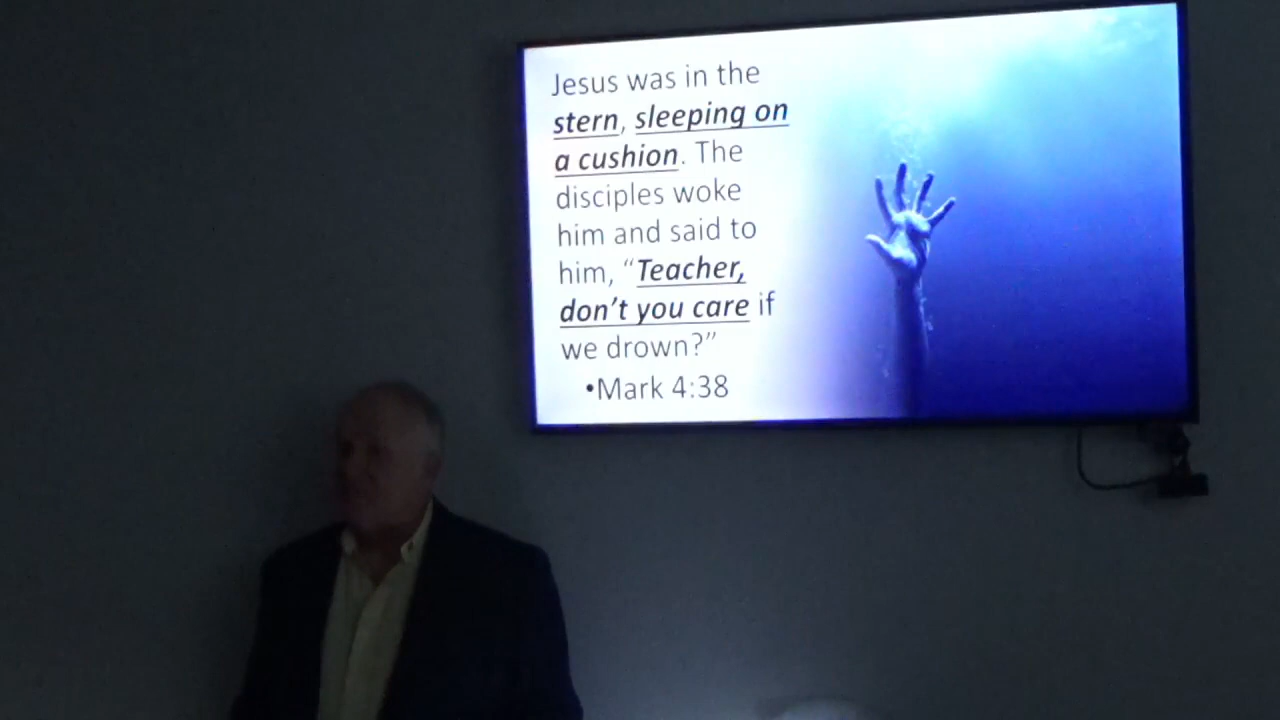 Jesus was in the
stern, sleeping on
a cushion. The
disciples woke
him and said to
him, “Teacher,
don’t you care if
we drown?”
•Mark 4:38